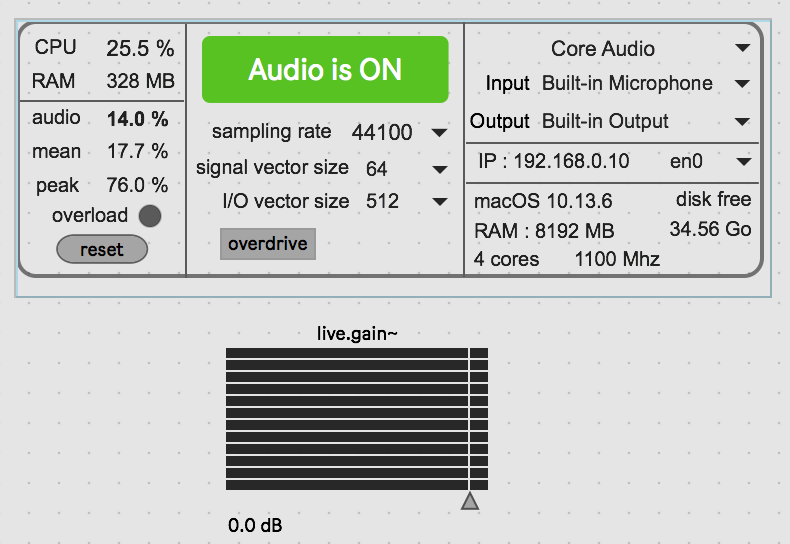 CPU 25.5 %
RAM 328 MB
audio 14.0 %
mean 17.7 %
peak 76.0 %
overload
reset
Audio is ON
sampling rate 44100
signal vector size 64
I/O vector size 512
overdrive
Core Audio
Input Built-in Microphone
Output Built-in Output
IP : 192.168.0.10 en0
macOS 10.13.6 disk free
RAM : 8192 MB 34.56 Go
4 cores 1100 Mhz
live.gain~
0.0 dB